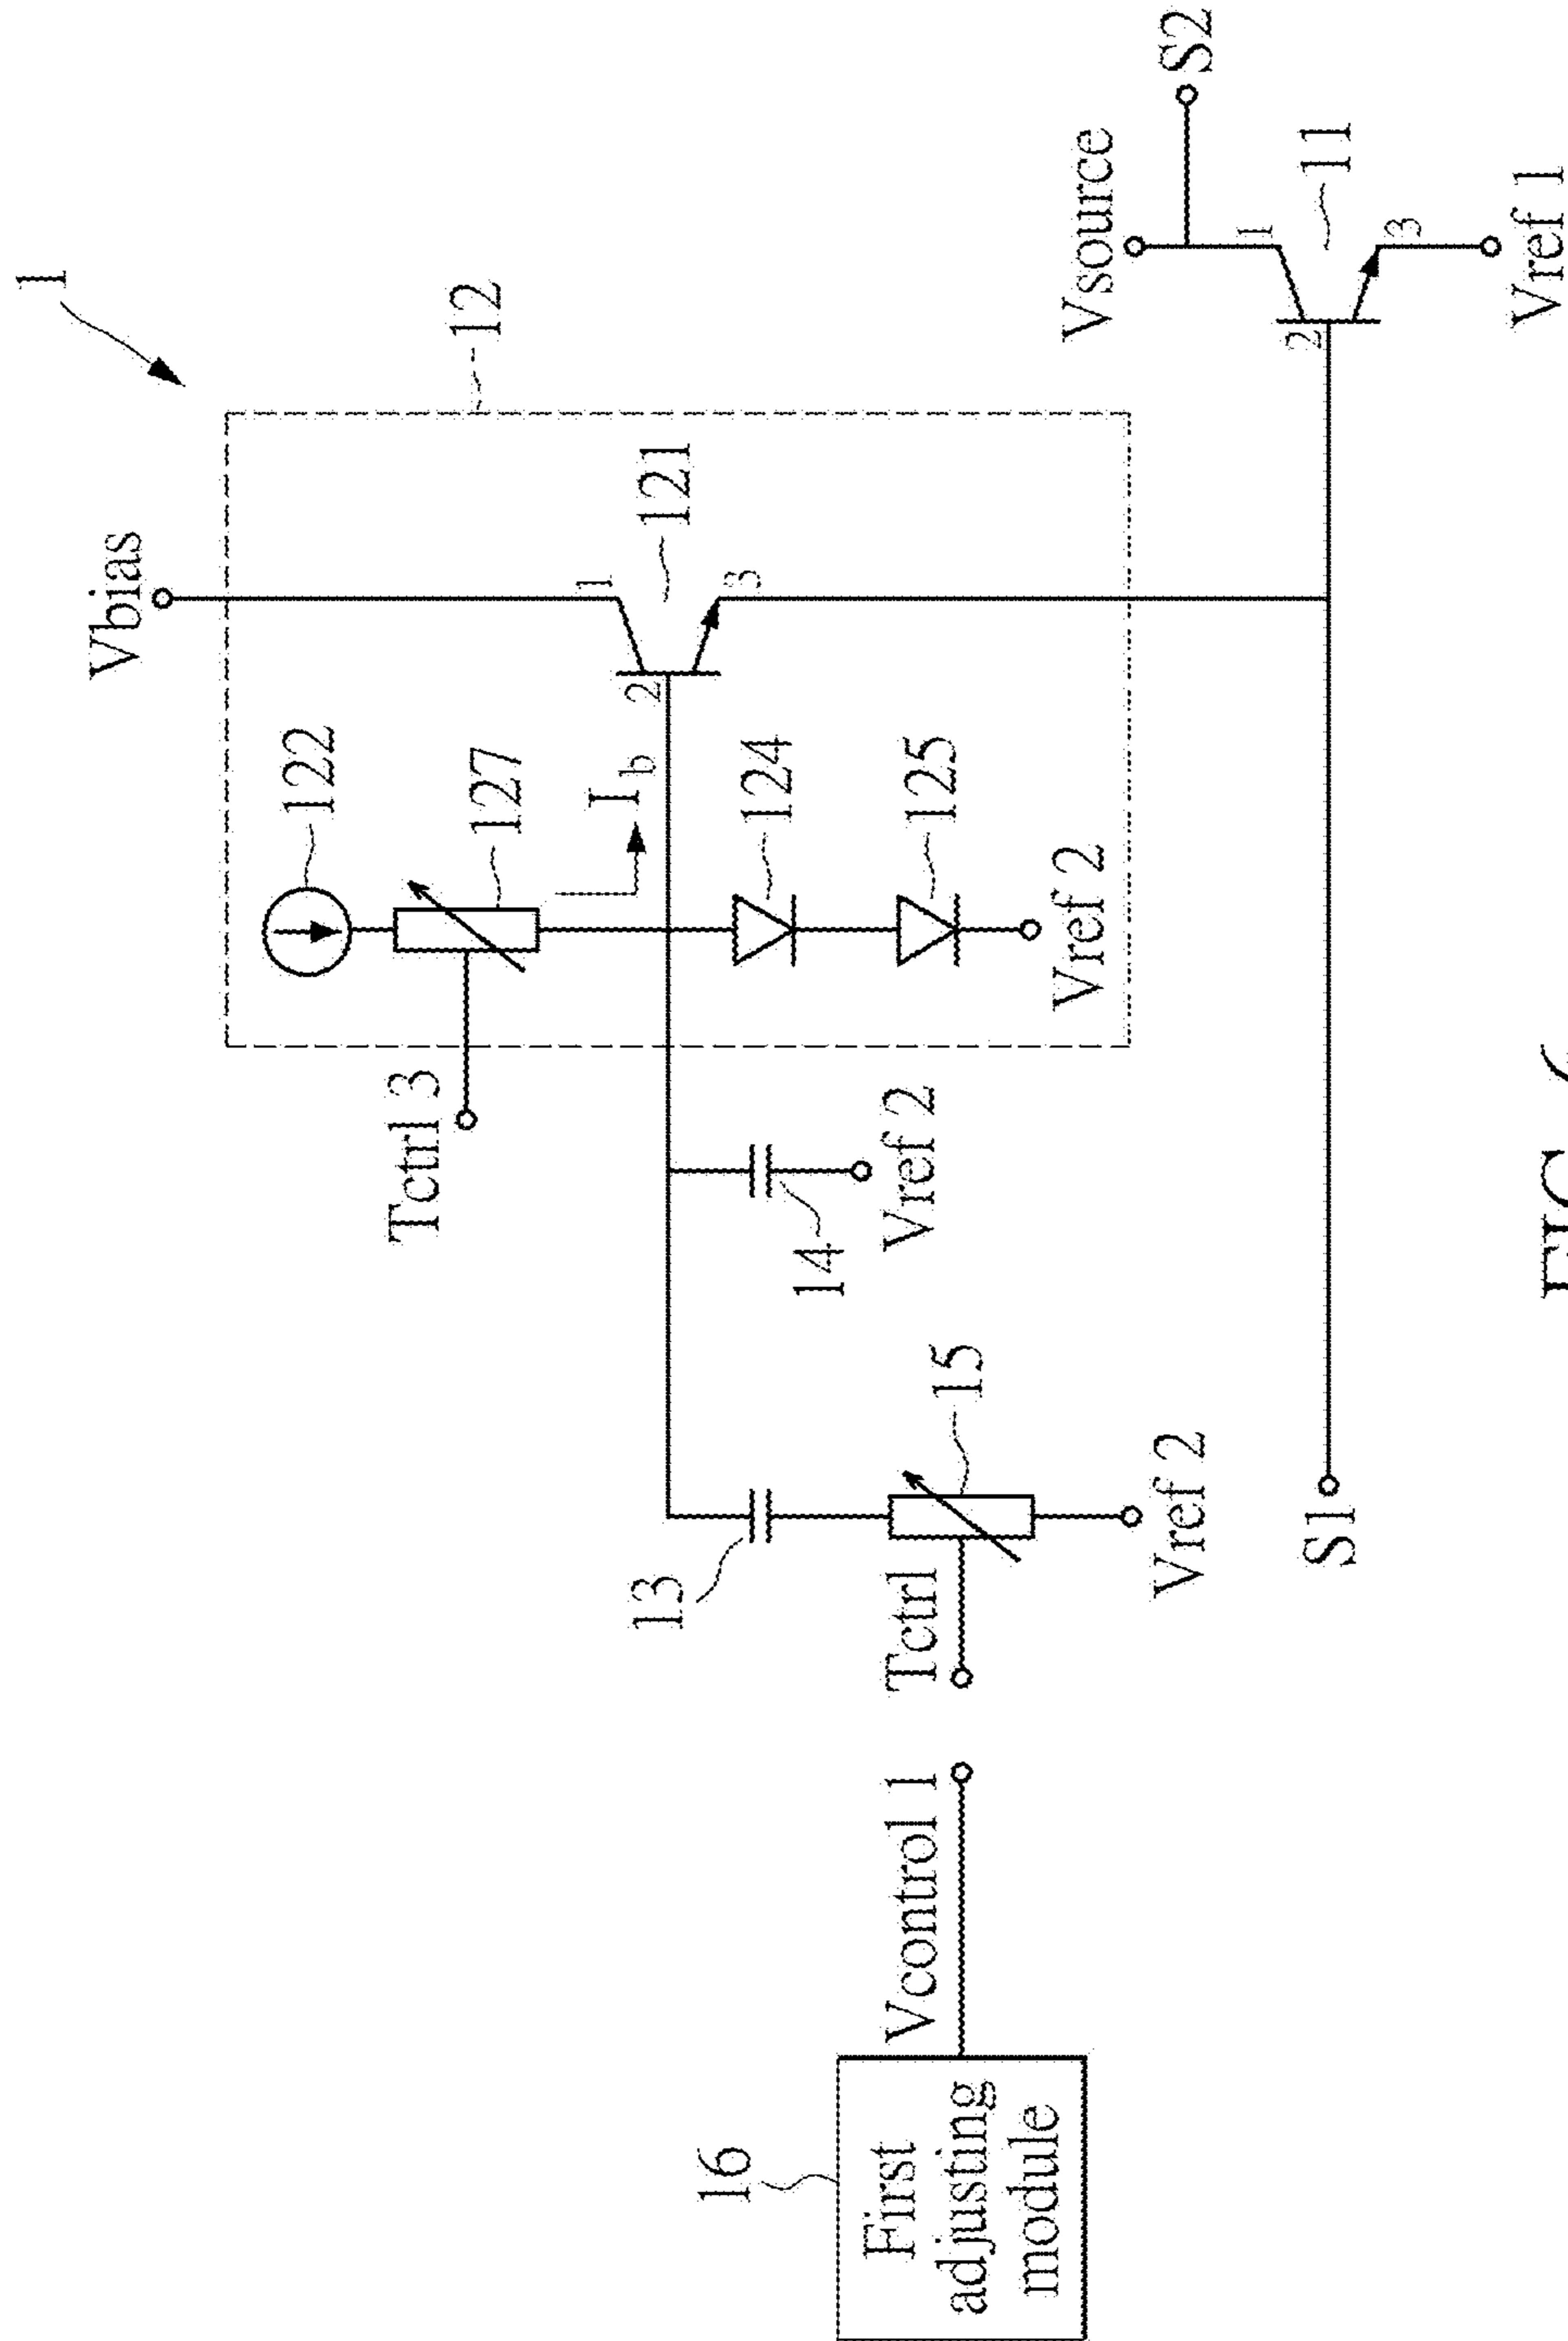 1
Vbias
12
122
127
121
1
2
3
I b
124
125
Vref 2
Tctrl 3
14
Vref 2
13
15
Tctrl
Vref 2
Vsource
S2
1
2
3
11
Vref 1
S1
16
First
adjusting
module
Vcontrol 1